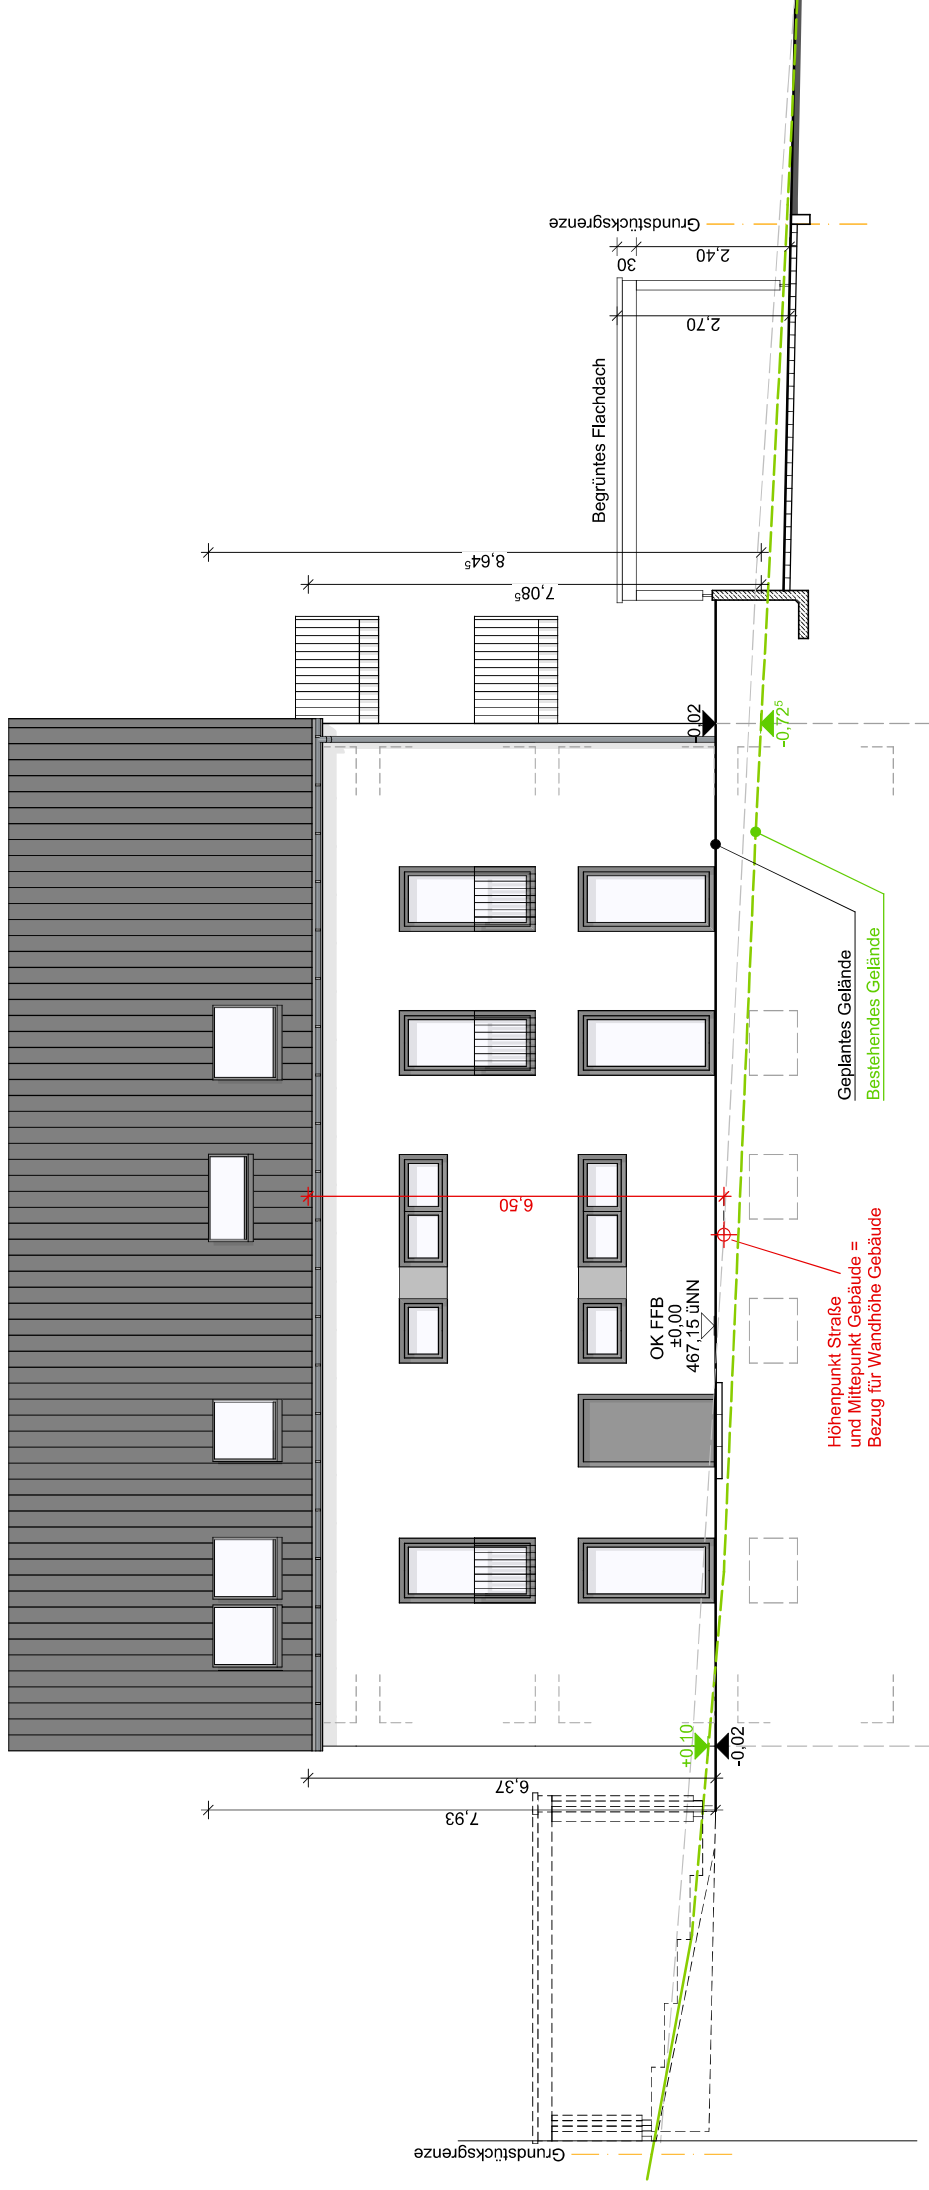 Grundstücksgrenze
30
2,40
2,70
Begrüntes Flachdach
8,64⁵
7,08⁵
-0,02
-0,72⁵
Geplantes Gelände
Bestehendes Gelände
6,50
OK FFB
±0,00
467,15 üNN
Höhenpunkt Straße
und Mittepunkt Gebäude =
Bezug für Wandhöhe Gebäude
+0,10
-0,02
6,37
7,93
Grundstücksgrenze